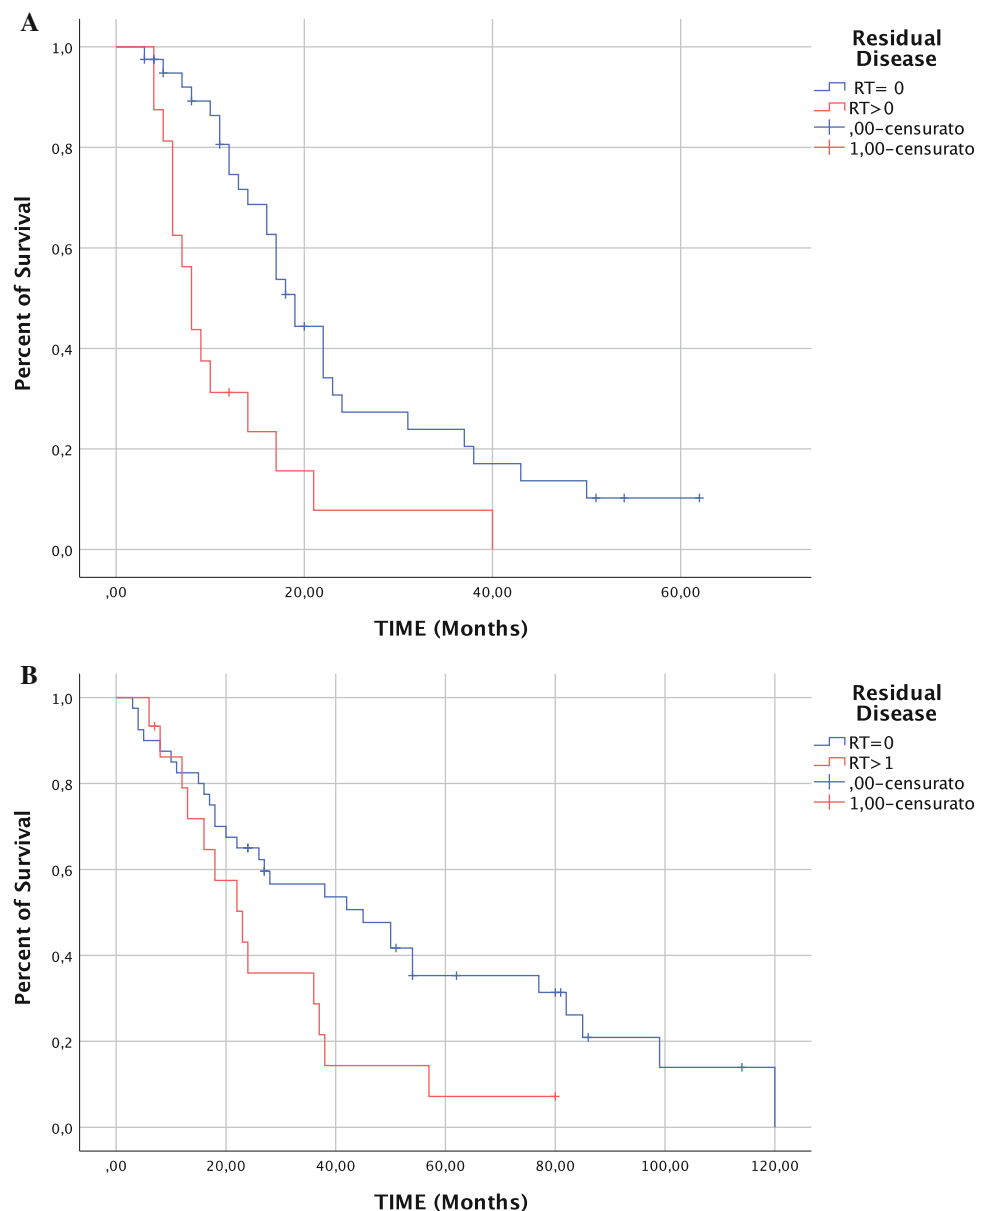 A
Residual
Disease
RT= 0
RT>0
,00-censurato
1,00-censurato
1,0
0,8
0,6
0,4
0,2
0,0
Percent of Survival
,00
20,00
40,00
60,00
TIME (Months)
B
Residual
Disease
RT=0
RT>1
,00-censurato
1,00-censurato
1,0
0,8
0,6
0,4
0,2
0,0
Percent of Survival
,00
20,00
40,00
60,00
80,00
100,00
120,00
TIME (Months)